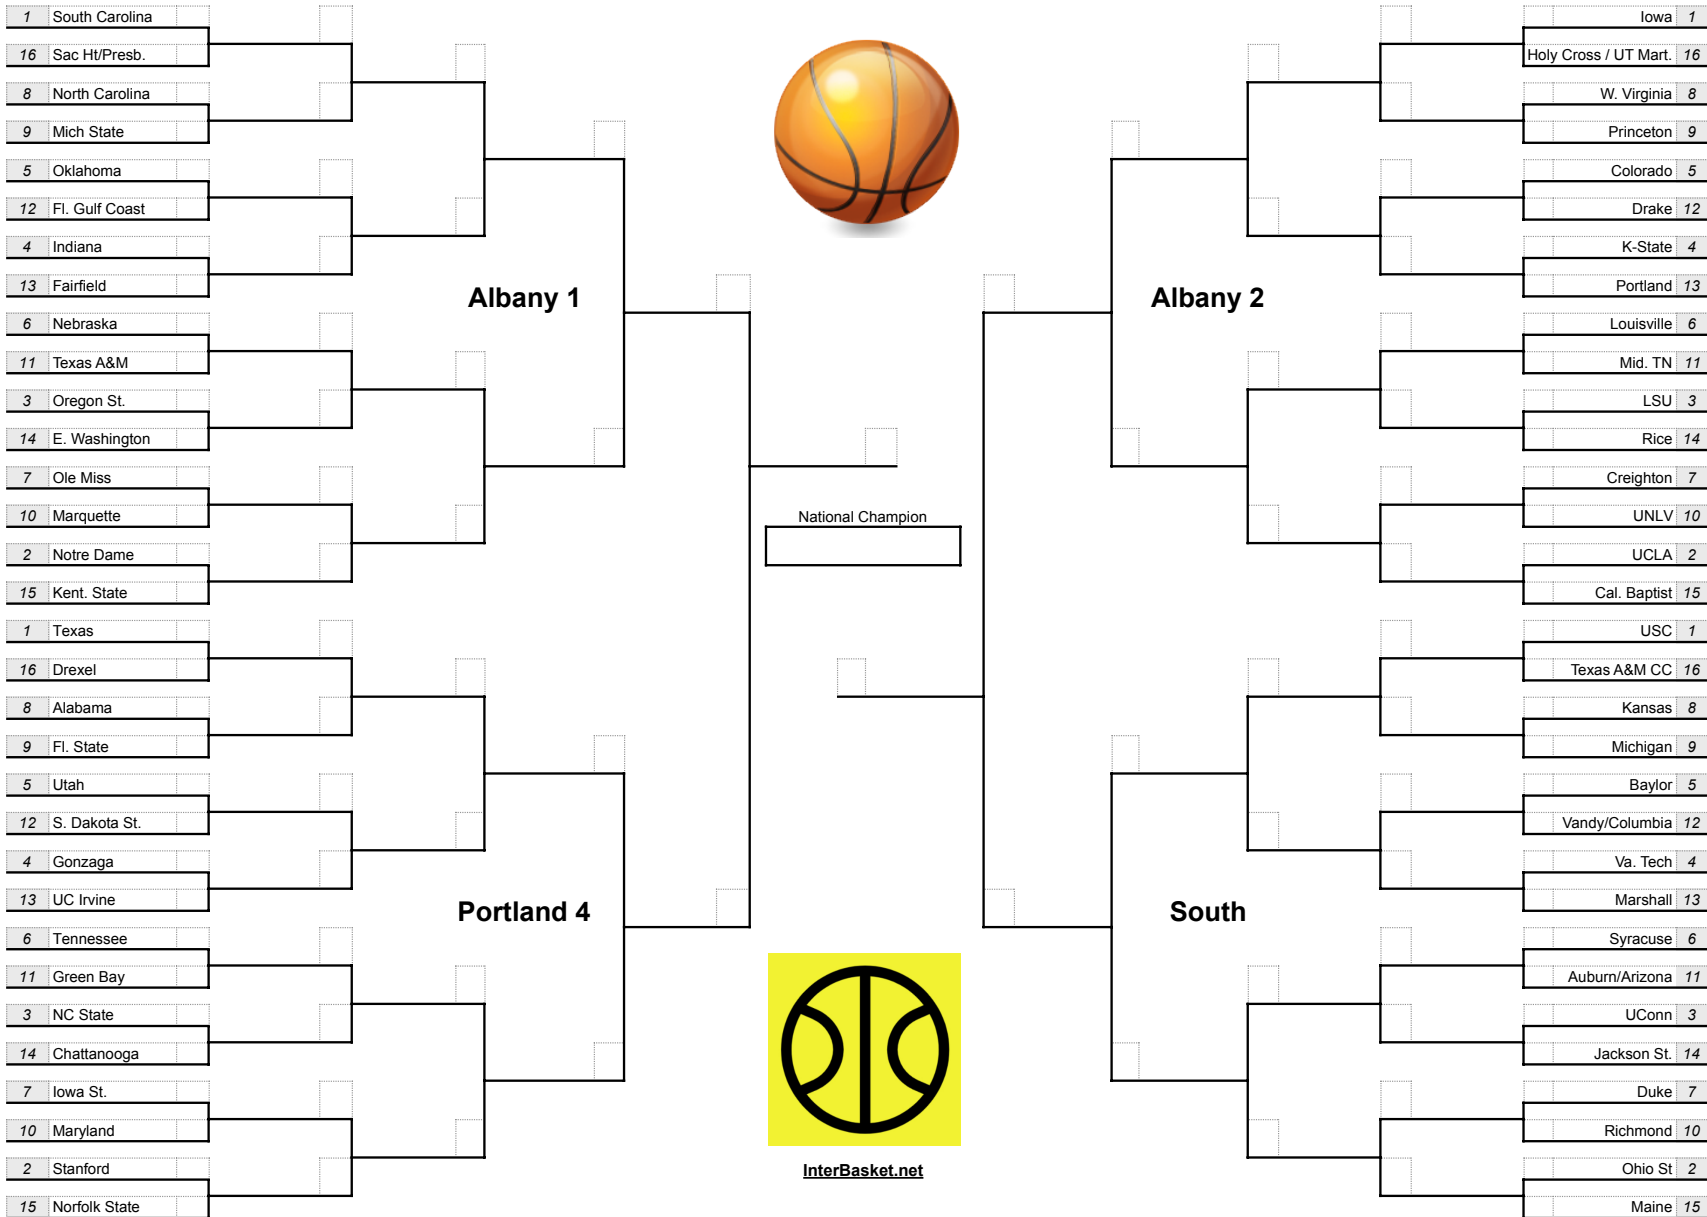 1 South Carolina
16 Sac Ht/Presb.
8 North Carolina
9 Mich State
5 Oklahoma
12 Fl. Gulf Coast
4 Indiana
13 Fairfield
6 Nebraska
11 Texas A&M
3 Oregon St.
14 E. Washington
7 Ole Miss
10 Marquette
2 Notre Dame
15 Kent. State
Albany 1
1 Texas
16 Drexel
8 Alabama
9 Fl. State
5 Utah
12 S. Dakota St.
4 Gonzaga
13 UC Irvine
6 Tennessee
11 Green Bay
3 NC State
14 Chattanooga
7 Iowa St.
10 Maryland
2 Stanford
15 Norfolk State
Portland 4
National Champion
InterBasket.net
Iowa 1
Holy Cross / UT Mart. 16
W. Virginia 8
Princeton 9
Colorado 5
Drake 12
K-State 4
Portland 13
Louisville 6
Mid. TN 11
LSU 3
Rice 14
Creighton 7
UNLV 10
UCLA 2
Cal. Baptist 15
Albany 2
USC 1
Texas A&M CC 16
Kansas 8
Michigan 9
Baylor 5
Vandy/Columbia 12
Va. Tech 4
Marshall 13
Syracuse 6
Auburn/Arizona 11
UConn 3
Jackson St. 14
Duke 7
Richmond 10
Ohio St 2
Maine 15
South